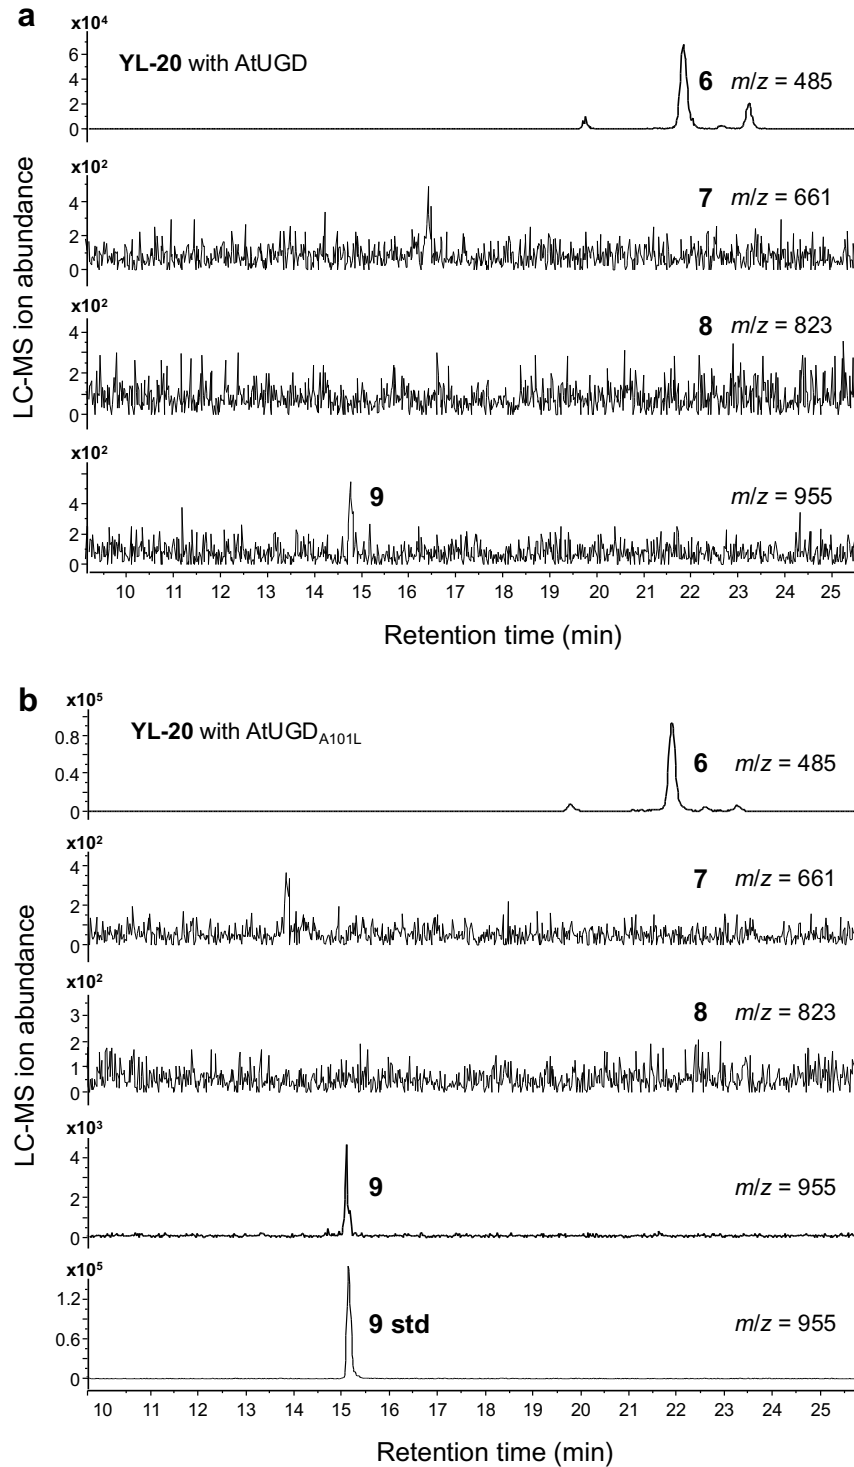 a
x10⁴
YL-20 with AtUGD
6
4
2
0
6 m/z = 485
x10²
4
2
0
7 m/z = 661
x10²
4
2
0
8 m/z = 823
x10²
4
2
0
9
m/z = 955
10 11 12 13 14 15 16 17 18 19 20 21 22 23 24 25
Retention time (min)
LC-MS ion abundance
b
x10⁵
YL-20 with AtUGD_A101L
0.8
0.4
0
6 m/z = 485
x10²
4
2
0
7 m/z = 661
x10²
3
2
1
0
8 m/z = 823
x10³
4
2
0
9
m/z = 955
x10⁵
1.2
0.6
0
9 std
m/z = 955
10 11 12 13 14 15 16 17 18 19 20 21 22 23 24 25
Retention time (min)
LC-MS ion abundance